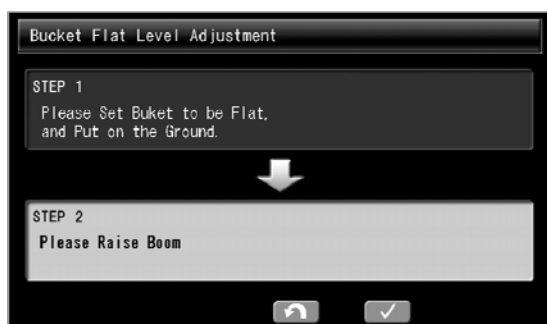 Bucket Flat Level Adjustment
STEP 1
Please Set Buket to be Flat,
and Put on the Ground.
STEP 2
Please Raise Boom